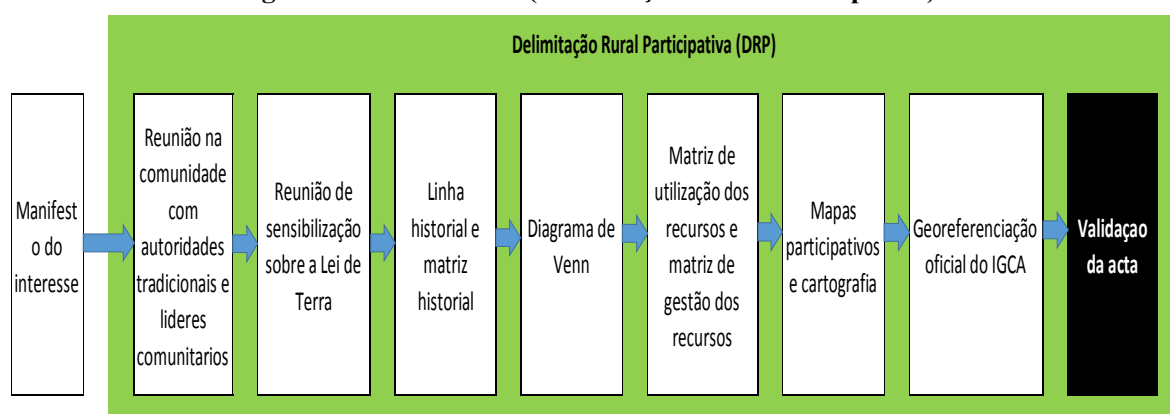 Delimitação Rural Participativa (DRP)
Manifest
o do
interesse
Reunião na
comunidade
com
autoridades
tradicionais e
lideres
comunitarios
Reunião de
sensibilização
sobre a Lei de
Terra
Linha
historial e
matriz
historial
Diagrama de
Venn
Matriz de
utilização dos
recursos e
matriz de
gestão dos
recursos
Mapas
participativos
e cartografia
Georeferenciação
oficial do IGCA
Validaçao
da acta